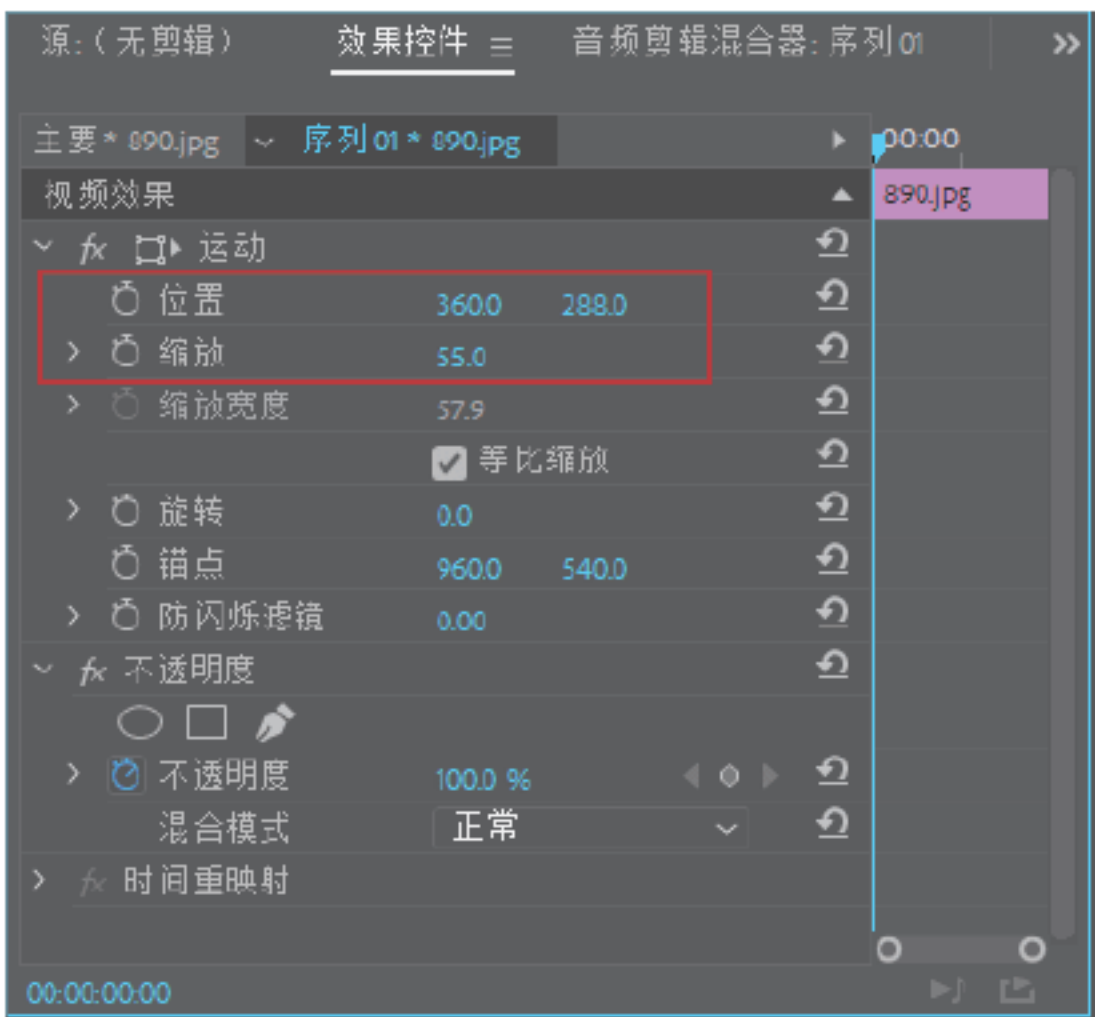 源:（无剪辑） 效果控件 音频剪辑混合器: 序列 01
主要 * 890.jpg 序列 01 * 890.jpg 00:00
视频效果 890.jpg
fx 运动
位置 360.0 288.0
缩放 55.0
缩放宽度 57.9
等比缩放
旋转 0.0
锚点 960.0 540.0
防闪烁滤镜 0.00
fx 不透明度
不透明度 100.0 %
混合模式 正常
fx 时间重映射
00:00:00:00